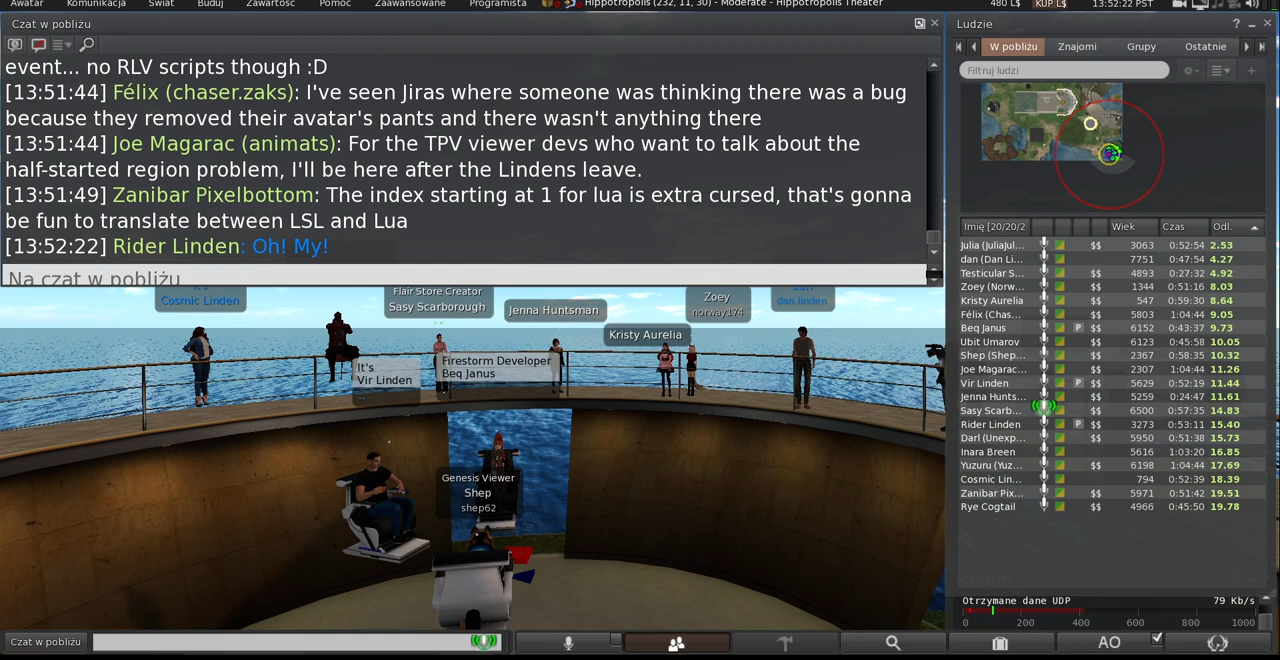 Awatar Komunikacja Świat Buduj Zawartość Pomoc Zaawansowane Programista Hippotropolis (232, 11, 30) - Moderate - Hippotropolis Theater 480 L$ KUP L$ 13:52:22 PST
Czat w pobliżu
event... no RLV scripts though :D
[13:51:44] Félix (chaser.zaks): I've seen Jiras where someone was thinking there was a bug
because they removed their avatar's pants and there wasn't anything there
[13:51:44] Joe Magarac (animats): For the TPV viewer devs who want to talk about the
half-started region problem, I'll be here after the Lindens leave.
[13:51:49] Zanibar Pixelbottom: The index starting at 1 for lua is extra cursed, that's gonna
be fun to translate between LSL and Lua
[13:52:22] Rider Linden: Oh! My!
Na czat w pobliżu
Cosmic Linden
Flair Store Creator
Sasy Scarborough
Jenna Huntsman
Zoey
norway174
dan.linden
Kristy Aurelia
It's
Vir Linden
Firestorm Developer
Beq Janus
Genesis Viewer
Shep
shep62
Czat w pobliżu
AO
Ludzie
? _ ×
W pobliżu Znajomi Grupy Ostatnie
Filtruj ludzi
Imię [20/20/2 Wiek Czas Odl.
Julia (JuliaJul... $$ 3063 0:52:54 2.53
dan (Dan Li... 7751 0:47:54 4.27
Testicular S... $$ 4893 0:27:32 4.92
Zoey (Norw... $$ 1344 0:51:16 8.03
Kristy Aurelia 547 0:59:30 8.64
Félix (Chas... $$ 5803 1:04:44 9.05
Beq Janus P $$ 6152 0:43:37 9.73
Ubit Umarov $$ 6123 0:45:58 10.05
Shep (Shep... $$ 2367 0:58:35 10.32
Joe Magarac... $$ 2307 1:04:44 11.26
Vir Linden P $$ 5629 0:52:19 11.44
Jenna Hunts... $$ 5259 0:24:47 11.61
Sasy Scarb... $$ 6500 0:57:35 14.83
Rider Linden P $$ 3273 0:53:11 15.40
Darl (Unexp... $$ 5950 0:51:38 15.73
Inara Breen 5616 1:03:20 16.85
Yuzuru (Yuz... $$ 6198 1:04:44 17.69
Cosmic Lin... 794 0:52:39 18.39
Zanibar Pix... $$ 5971 0:51:42 19.51
Rye Cogtail $$ 4966 0:45:50 19.78
Otrzymane dane UDP 79 Kb/s
0 200 400 600 800 1000